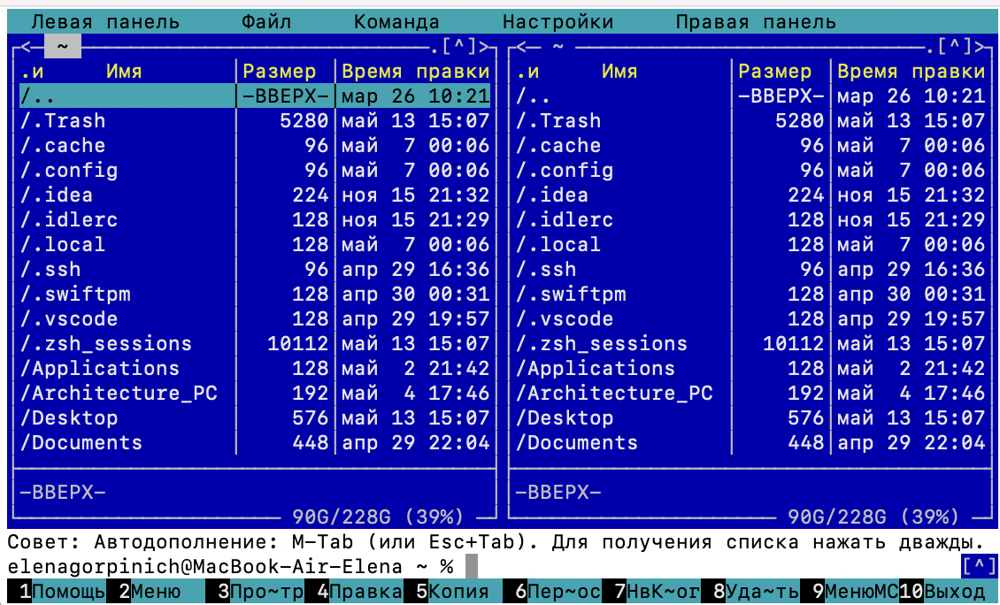 Левая панель Файл Команда Настройки Правая панель
<- ~ .[^]> <- ~ .[^]>
.и Имя Размер Время правки .и Имя Размер Время правки
/.. -ВВЕРХ- мар 26 10:21 /.. -ВВЕРХ- мар 26 10:21
/.Trash 5280 май 13 15:07 /.Trash 5280 май 13 15:07
/.cache 96 май 7 00:06 /.cache 96 май 7 00:06
/.config 96 май 7 00:06 /.config 96 май 7 00:06
/.idea 224 ноя 15 21:32 /.idea 224 ноя 15 21:32
/.idlerc 128 ноя 15 21:29 /.idlerc 128 ноя 15 21:29
/.local 128 май 7 00:06 /.local 128 май 7 00:06
/.ssh 96 апр 29 16:36 /.ssh 96 апр 29 16:36
/.swiftpm 128 апр 30 00:31 /.swiftpm 128 апр 30 00:31
/.vscode 128 апр 29 19:57 /.vscode 128 апр 29 19:57
/.zsh_sessions 10112 май 13 15:07 /.zsh_sessions 10112 май 13 15:07
/Applications 128 май 2 21:42 /Applications 128 май 2 21:42
/Architecture_PC 192 май 4 17:46 /Architecture_PC 192 май 4 17:46
/Desktop 576 май 13 15:07 /Desktop 576 май 13 15:07
/Documents 448 апр 29 22:04 /Documents 448 апр 29 22:04
-ВВЕРХ- -ВВЕРХ-
90G/228G (39%) 90G/228G (39%)
Совет: Автодополнение: M-Tab (или Esc+Tab). Для получения списка нажать дважды.
elenagorpinich@MacBook-Air-Elena ~ % [^]
1Помощь 2Меню 3Про~тр 4Правка 5Копия 6Пер~ос 7НвК~ог 8Уда~ть 9МенюMC 10Выход